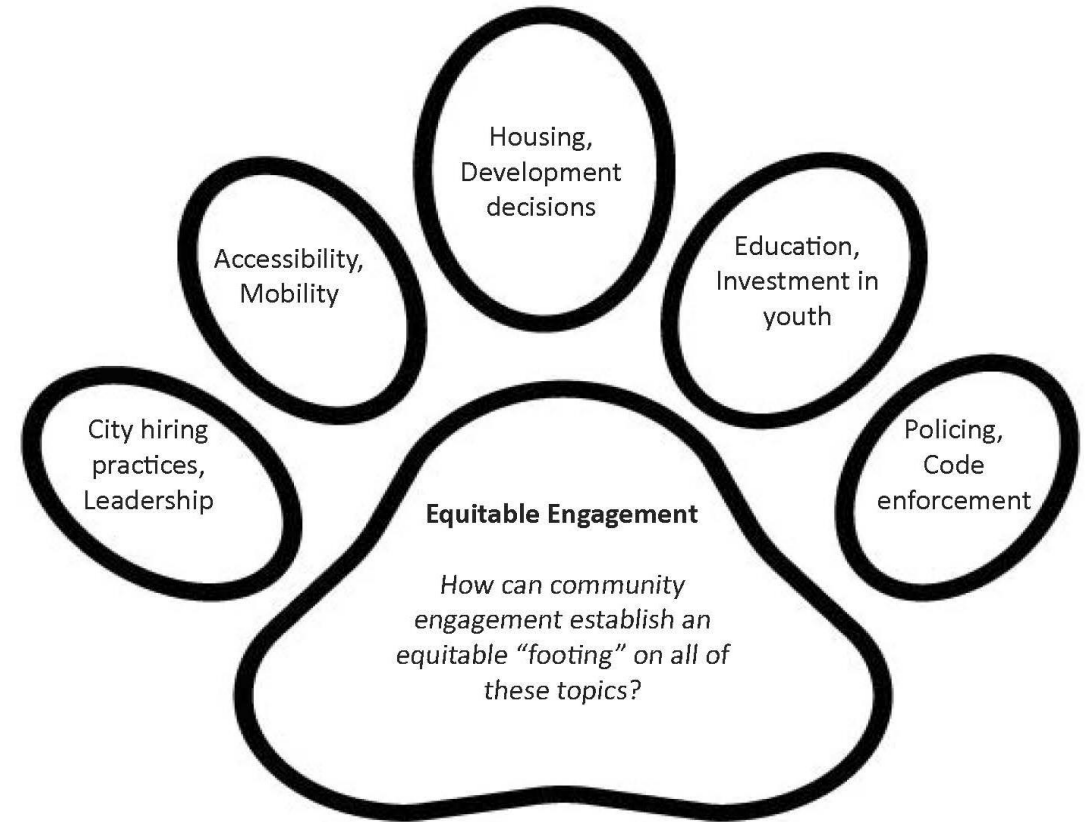 City hiring
practices,
Leadership
Accessibility,
Mobility
Housing,
Development
decisions
Education,
Investment in
youth
Policing,
Code
enforcement
Equitable Engagement
How can community
engagement establish an
equitable “footing” on all of
these topics?